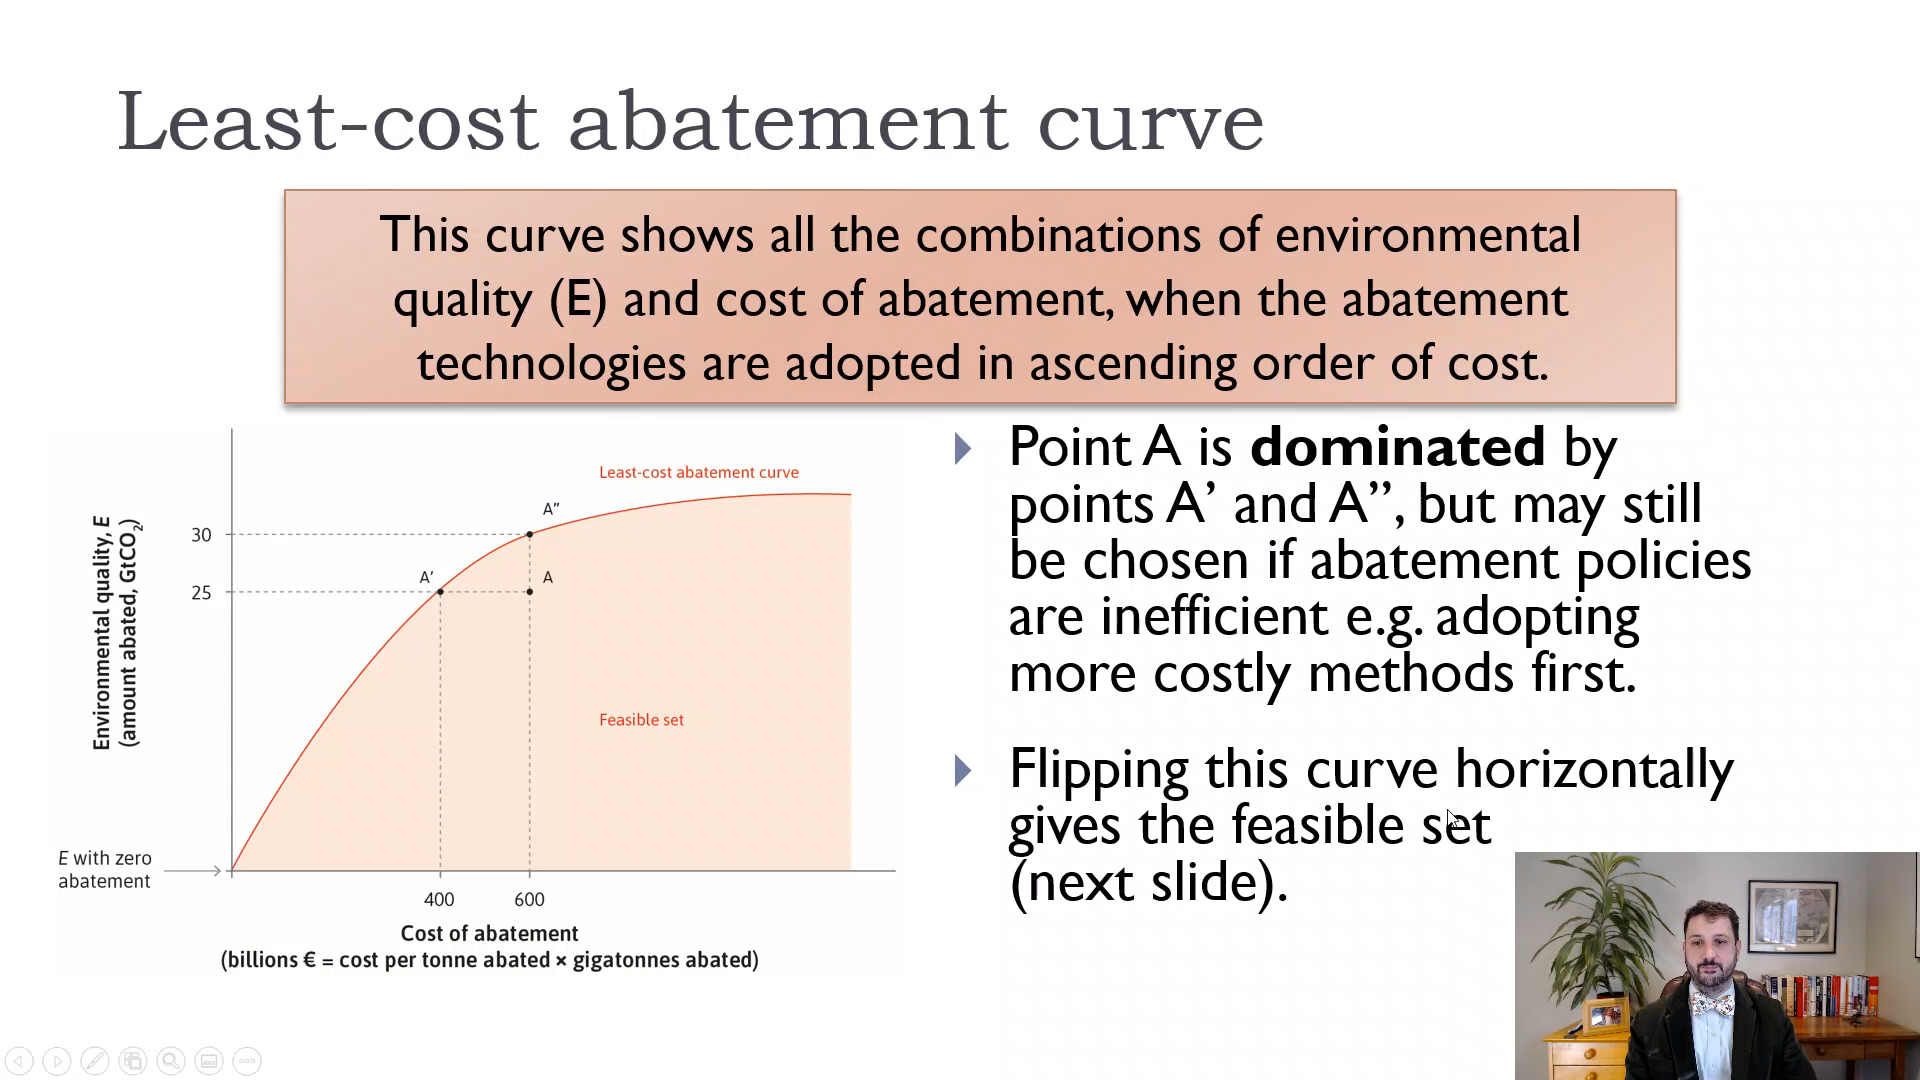 Least-cost abatement curve
This curve shows all the combinations of environmental
quality (E) and cost of abatement, when the abatement
technologies are adopted in ascending order of cost.
Environmental quality, E
(amount abated, GtCO2)
Least-cost abatement curve
A’’
30
A’
A
25
Feasible set
E with zero
abatement
400
600
Cost of abatement
(billions € = cost per tonne abated × gigatonnes abated)
Point A is dominated by
points A’ and A’’, but may still
be chosen if abatement policies
are inefficient e.g. adopting
more costly methods first.
Flipping this curve horizontally
gives the feasible set
(next slide).